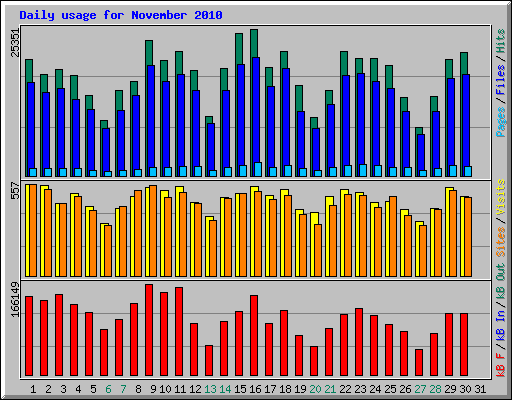 Daily usage for November 2010
25351
Pages / Files / Hits
557
Sites / Visits
166149
kB F / kB In / kB Out
1 2 3 4 5 6 7 8 9 10 11 12 13 14 15 16 17 18 19 20 21 22 23 24 25 26 27 28 29 30 31